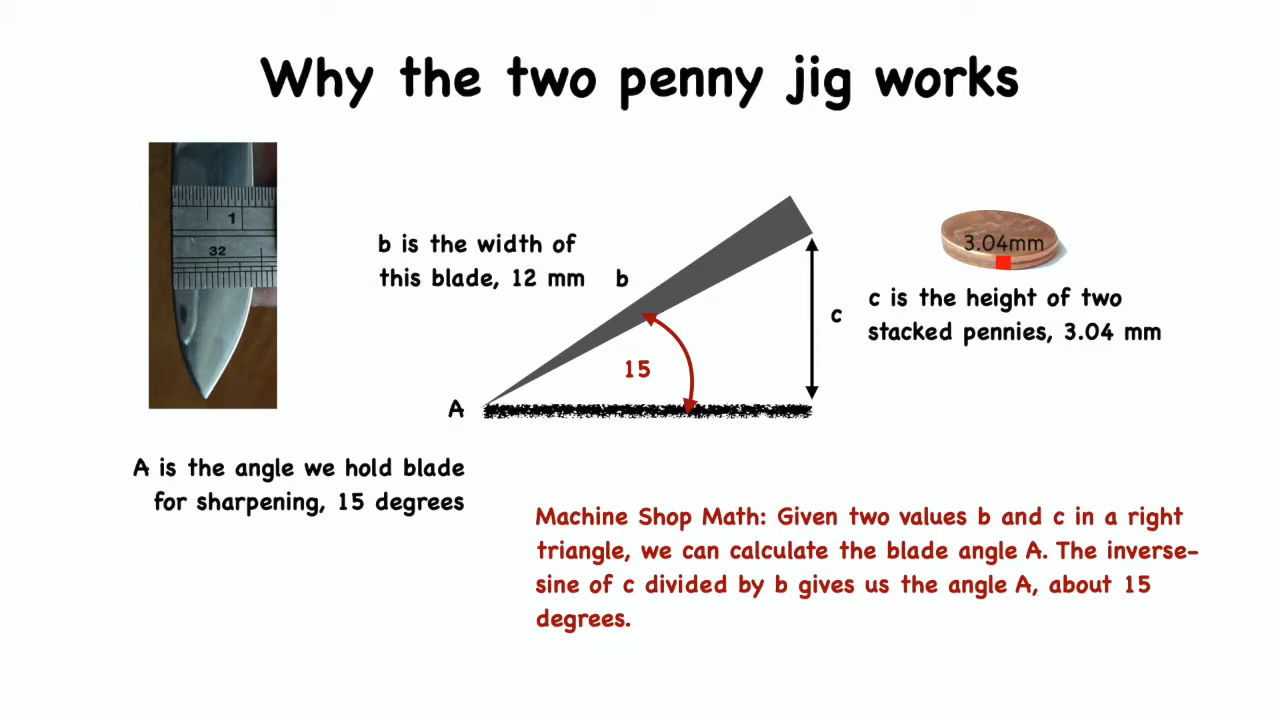 Why the two penny jig works
1
32
b is the width of
this blade, 12 mm
b
3.04mm
c
c is the height of two
stacked pennies, 3.04 mm
15
A
A is the angle we hold blade
for sharpening, 15 degrees
Machine Shop Math: Given two values b and c in a right
triangle, we can calculate the blade angle A. The inverse-
sine of c divided by b gives us the angle A, about 15
degrees.